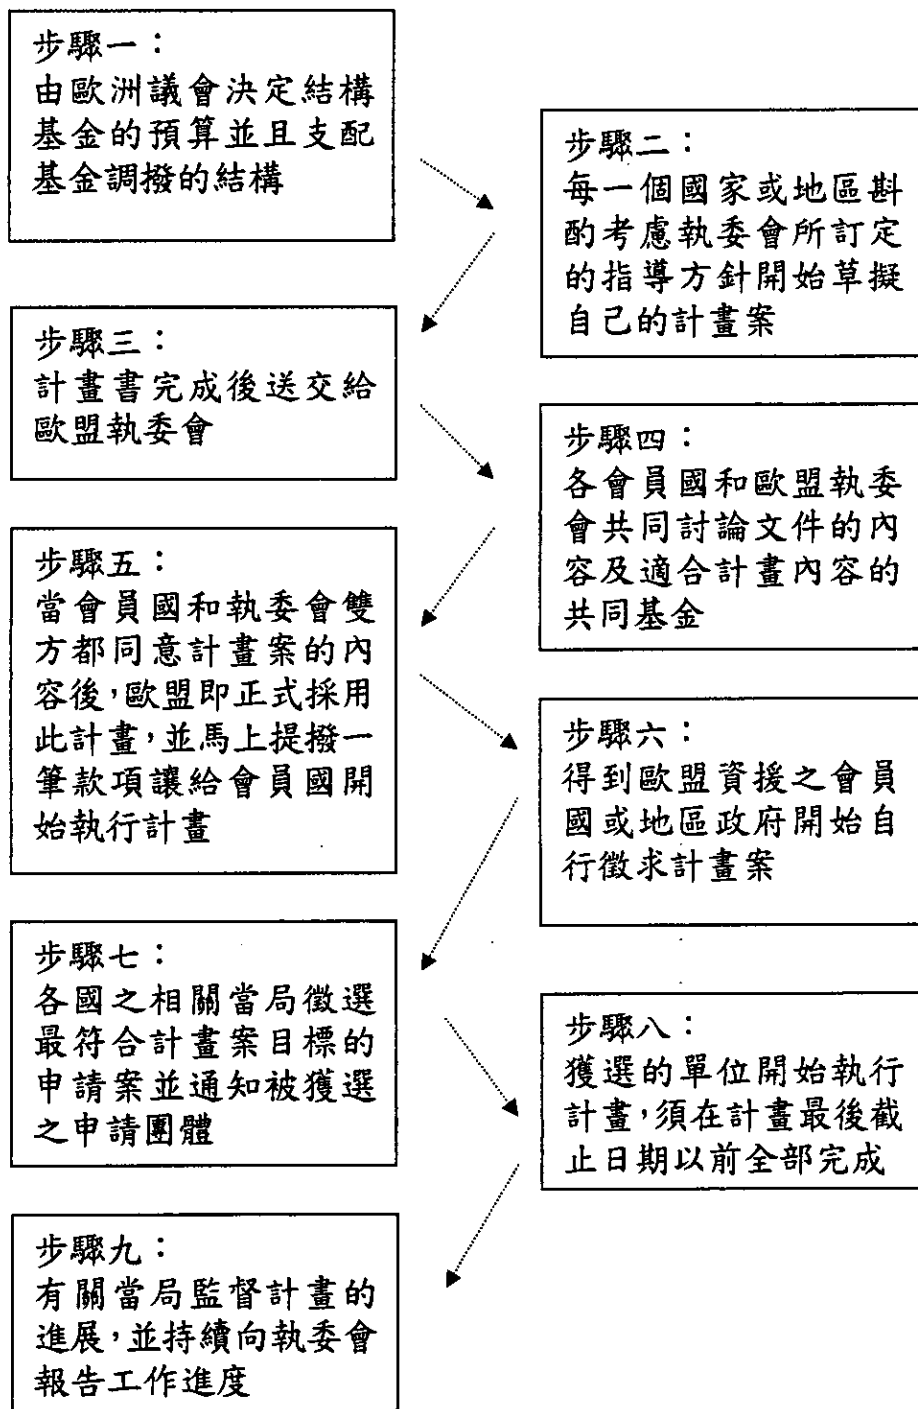 步驟一：
由歐洲議會決定結構
基金的預算並且支配
基金調撥的結構
步驟二：
每一個國家或地區斟
酌考慮執委會所訂定
的指導方針開始草擬
自己的計畫案
步驟三：
計畫書完成後送交給
歐盟執委會
步驟四：
各會員國和歐盟執委
會共同討論文件的內
容及適合計畫內容的
共同基金
步驟五：
當會員國和執委會雙
方都同意計畫案的內
容後，歐盟即正式採用
此計畫，並馬上提撥一
筆款項讓給會員國開
始執行計畫
步驟六：
得到歐盟資援之會員
國或地區政府開始自
行徵求計畫案
步驟七：
各國之相關當局徵選
最符合計畫案目標的
申請案並通知被獲選
之申請團體
步驟八：
獲選的單位開始執行
計畫，須在計畫最後截
止日期以前全部完成
步驟九：
有關當局監督計畫的
進展，並持續向執委會
報告工作進度